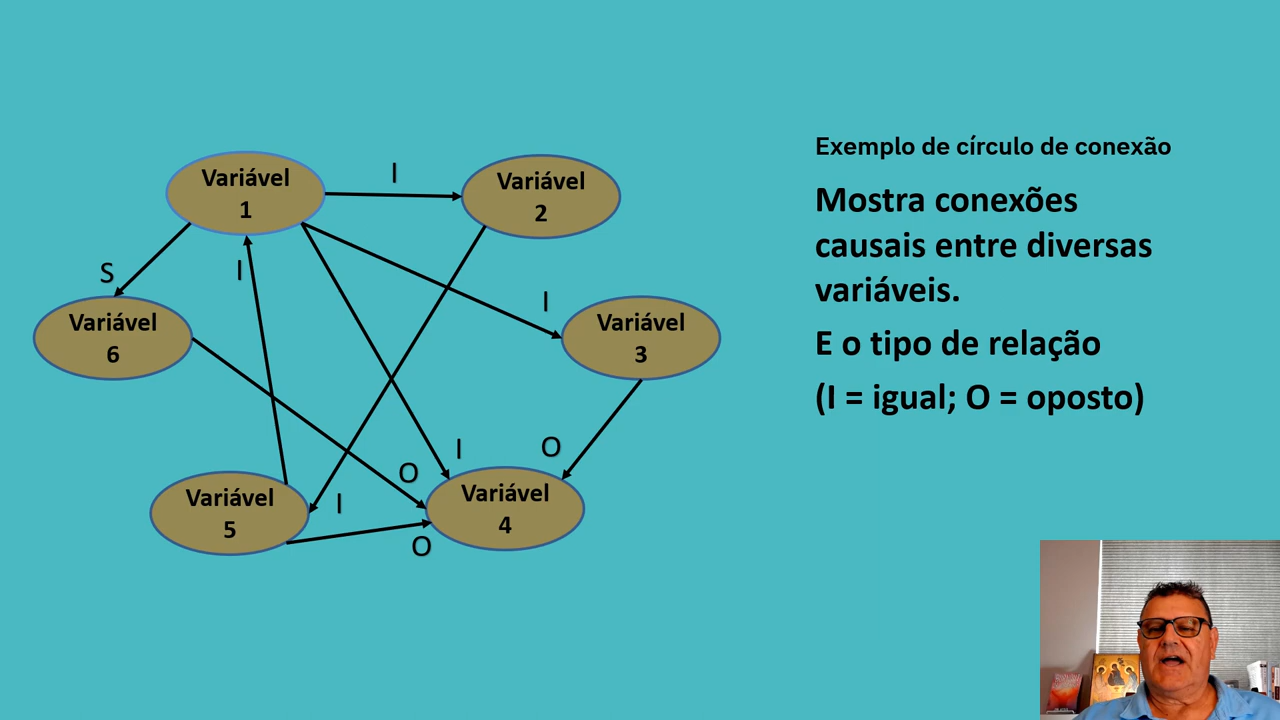 Exemplo de círculo de conexão
Mostra conexões
causais entre diversas
variáveis.
E o tipo de relação
(I = igual; O = oposto)
Variável
1
I
Variável
2
S
I
I
Variável
6
Variável
3
I
O
O
I
Variável
5
Variável
4
O